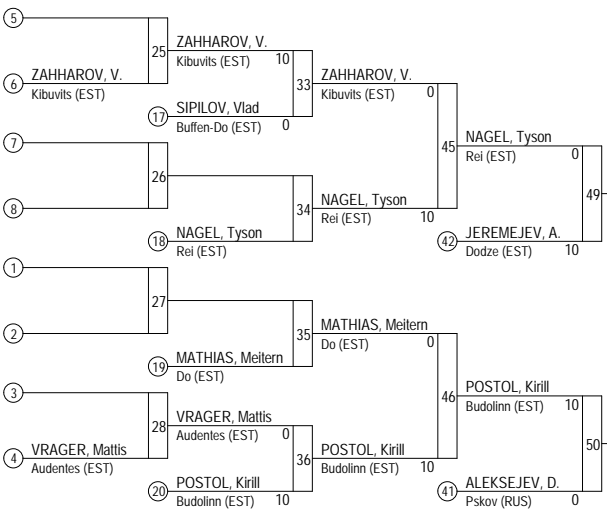 5
25
ZAHHAROV, V.
Kibuvits (EST)
10
6
ZAHHAROV, V.
Kibuvits (EST)
33
ZAHHAROV, V.
Kibuvits (EST)
0
17
SIPILOV, Vlad
Buffen-Do (EST)
0
7
45
NAGEL, Tyson
Rei (EST)
0
26
8
34
NAGEL, Tyson
Rei (EST)
10
49
18
NAGEL, Tyson
Rei (EST)
42
JEREMEJEV, A.
Dodze (EST)
10
1
27
2
35
MATHIAS, Meitern
Do (EST)
0
19
MATHIAS, Meitern
Do (EST)
3
46
POSTOL, Kirill
Budolinn (EST)
10
28
VRAGER, Mattis
Audentes (EST)
0
4
VRAGER, Mattis
Audentes (EST)
36
POSTOL, Kirill
Budolinn (EST)
10
50
20
POSTOL, Kirill
Budolinn (EST)
10
41
ALEKSEJEV, D.
Pskov (RUS)
0